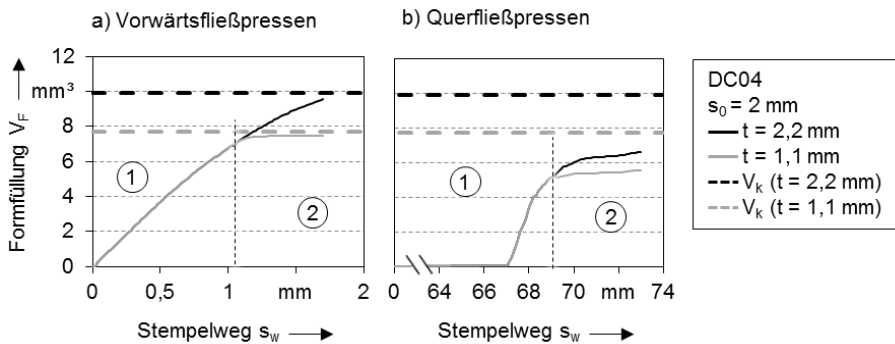 a) Vorwärtsfließpressen
b) Querfließpressen
Formfüllung V_F
12
mm³
8
6
4
2
0
1
2
0 0,5 1 mm 2
Stempelweg s_w
1
2
0 64 66 68 70 mm 74
Stempelweg s_w
DC04
s_0 = 2 mm
t = 2,2 mm
t = 1,1 mm
V_k (t = 2,2 mm)
V_k (t = 1,1 mm)